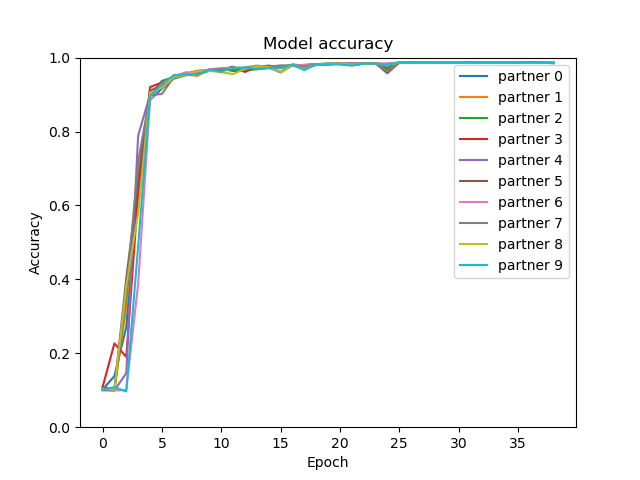 Model accuracy
1.0
0.8
0.6
0.4
0.2
0.0
Accuracy
0 5 10 15 20 25 30 35
Epoch
partner 0
partner 1
partner 2
partner 3
partner 4
partner 5
partner 6
partner 7
partner 8
partner 9